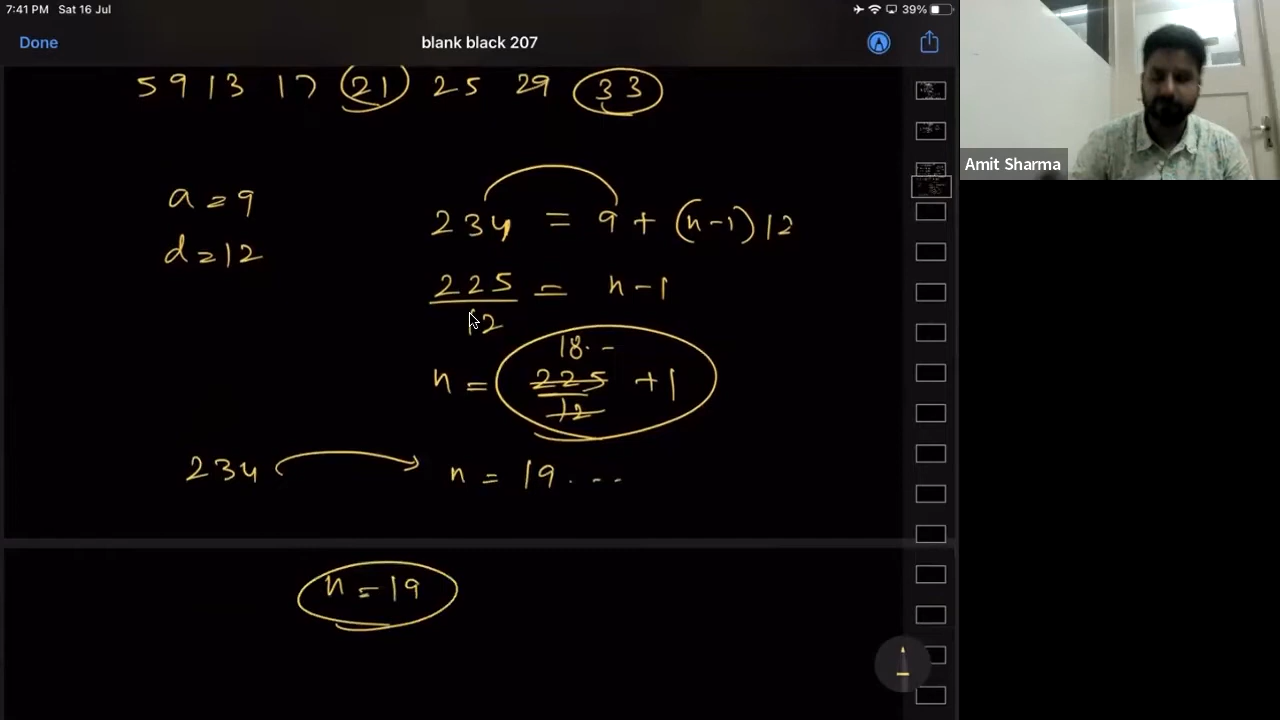 7:41 PM Sat 16 Jul 39%
Done blank black 207
5 9 13 17 21 25 29 33
a = 9
234 = 9 + (n-1)12
d = 12
225/12 = n-1
18.--
n = 225/12 + 1
234 n = 19. ...
n = 19
Amit Sharma